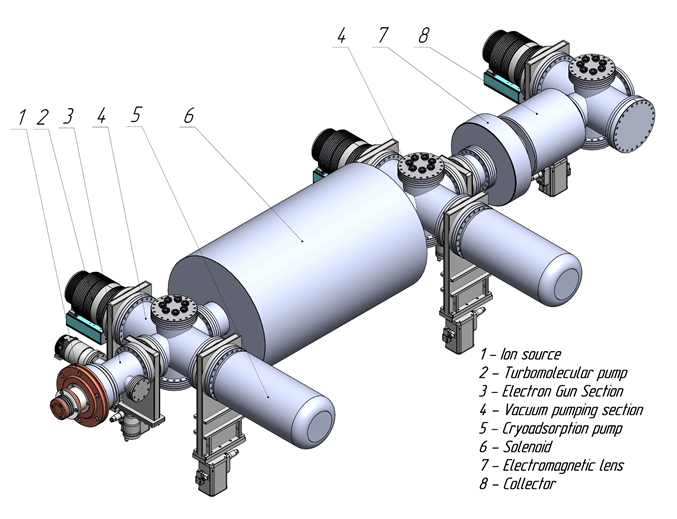 4 7 8
1 2 3 4 5 6
1 – Ion source
2 – Turbomolecular pump
3 – Electron Gun Section
4 – Vacuum pumping section
5 – Cryoadsorption pump
6 – Solenoid
7 – Electromagnetic lens
8 – Collector